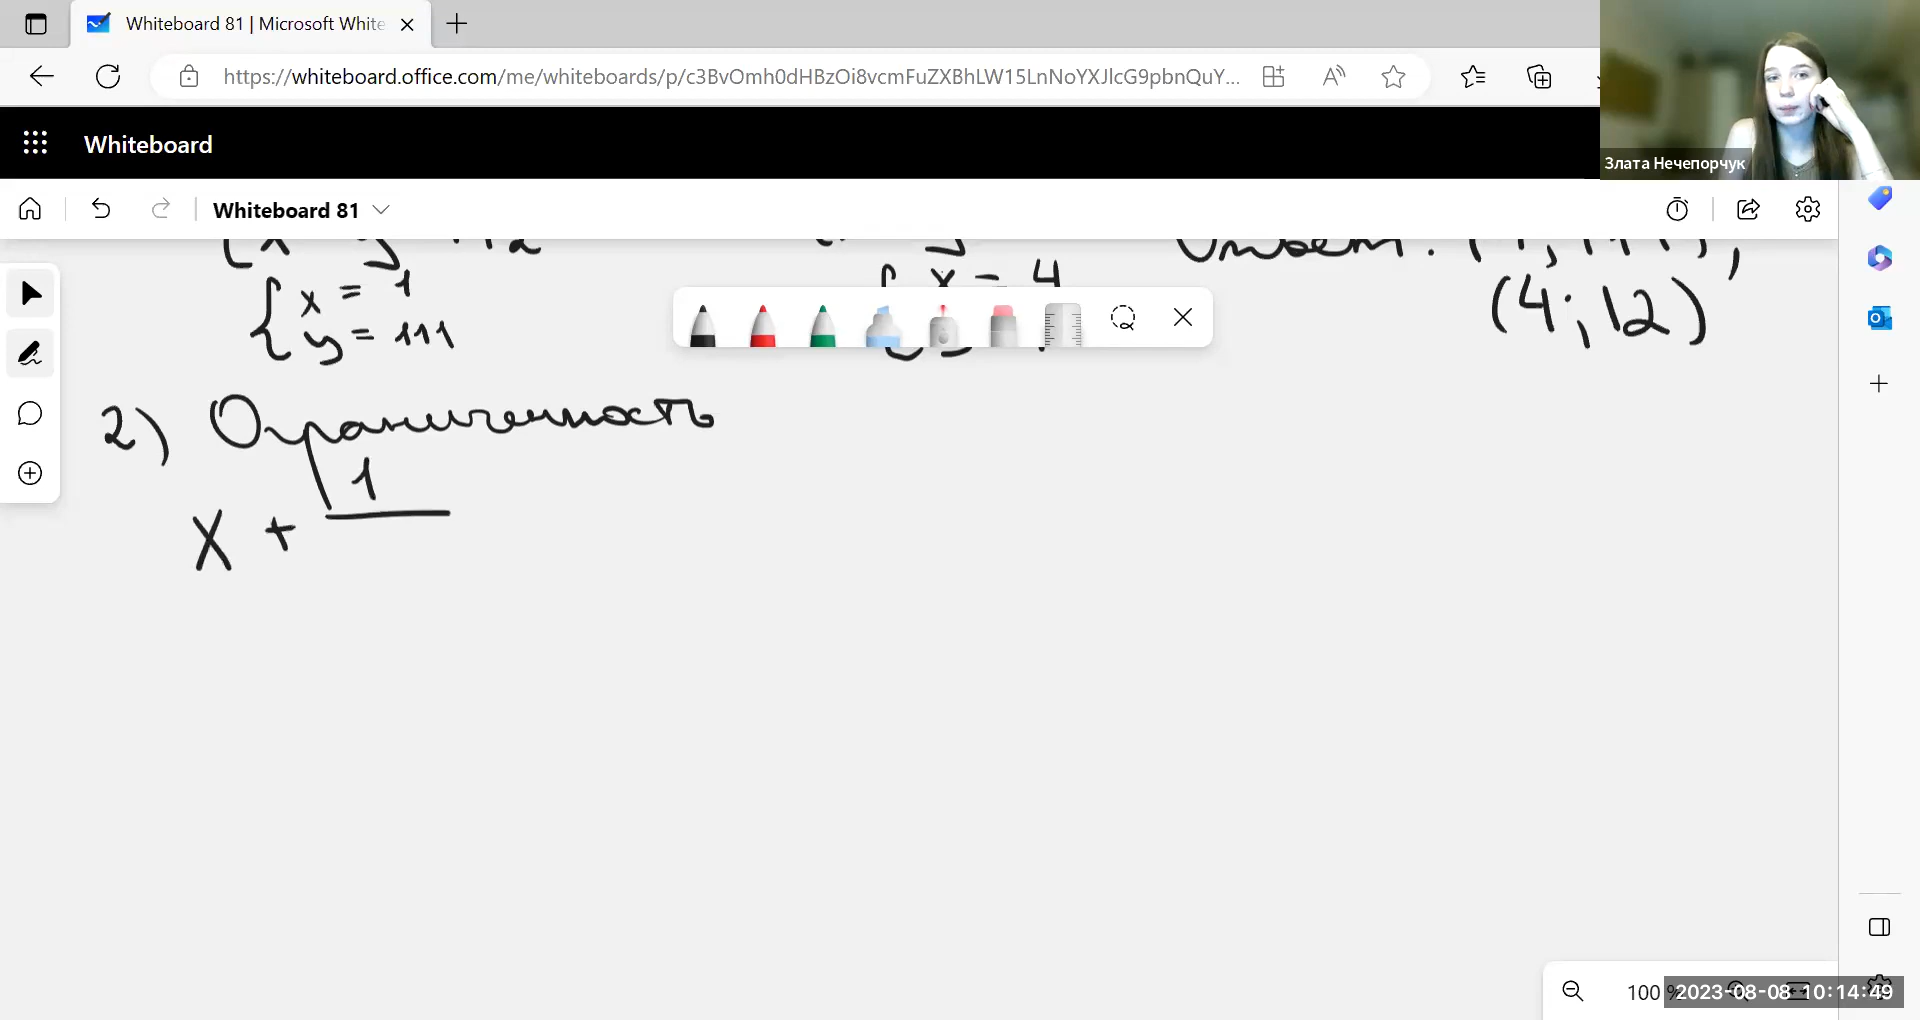 Whiteboard 81 | Microsoft White
https://whiteboard.office.com/me/whiteboards/p/c3BvOmh0dHBzOi8vcmFuZXBhLW15LnNoYXJlcG9pbnQuY...
Злата Нечепорчук
Whiteboard
Whiteboard 81
Ответ:
x = 1
y = 111
x = 4
(4; 12)
2) Ограниченность
x + 1
100 %
2023-08-08 10:14:49